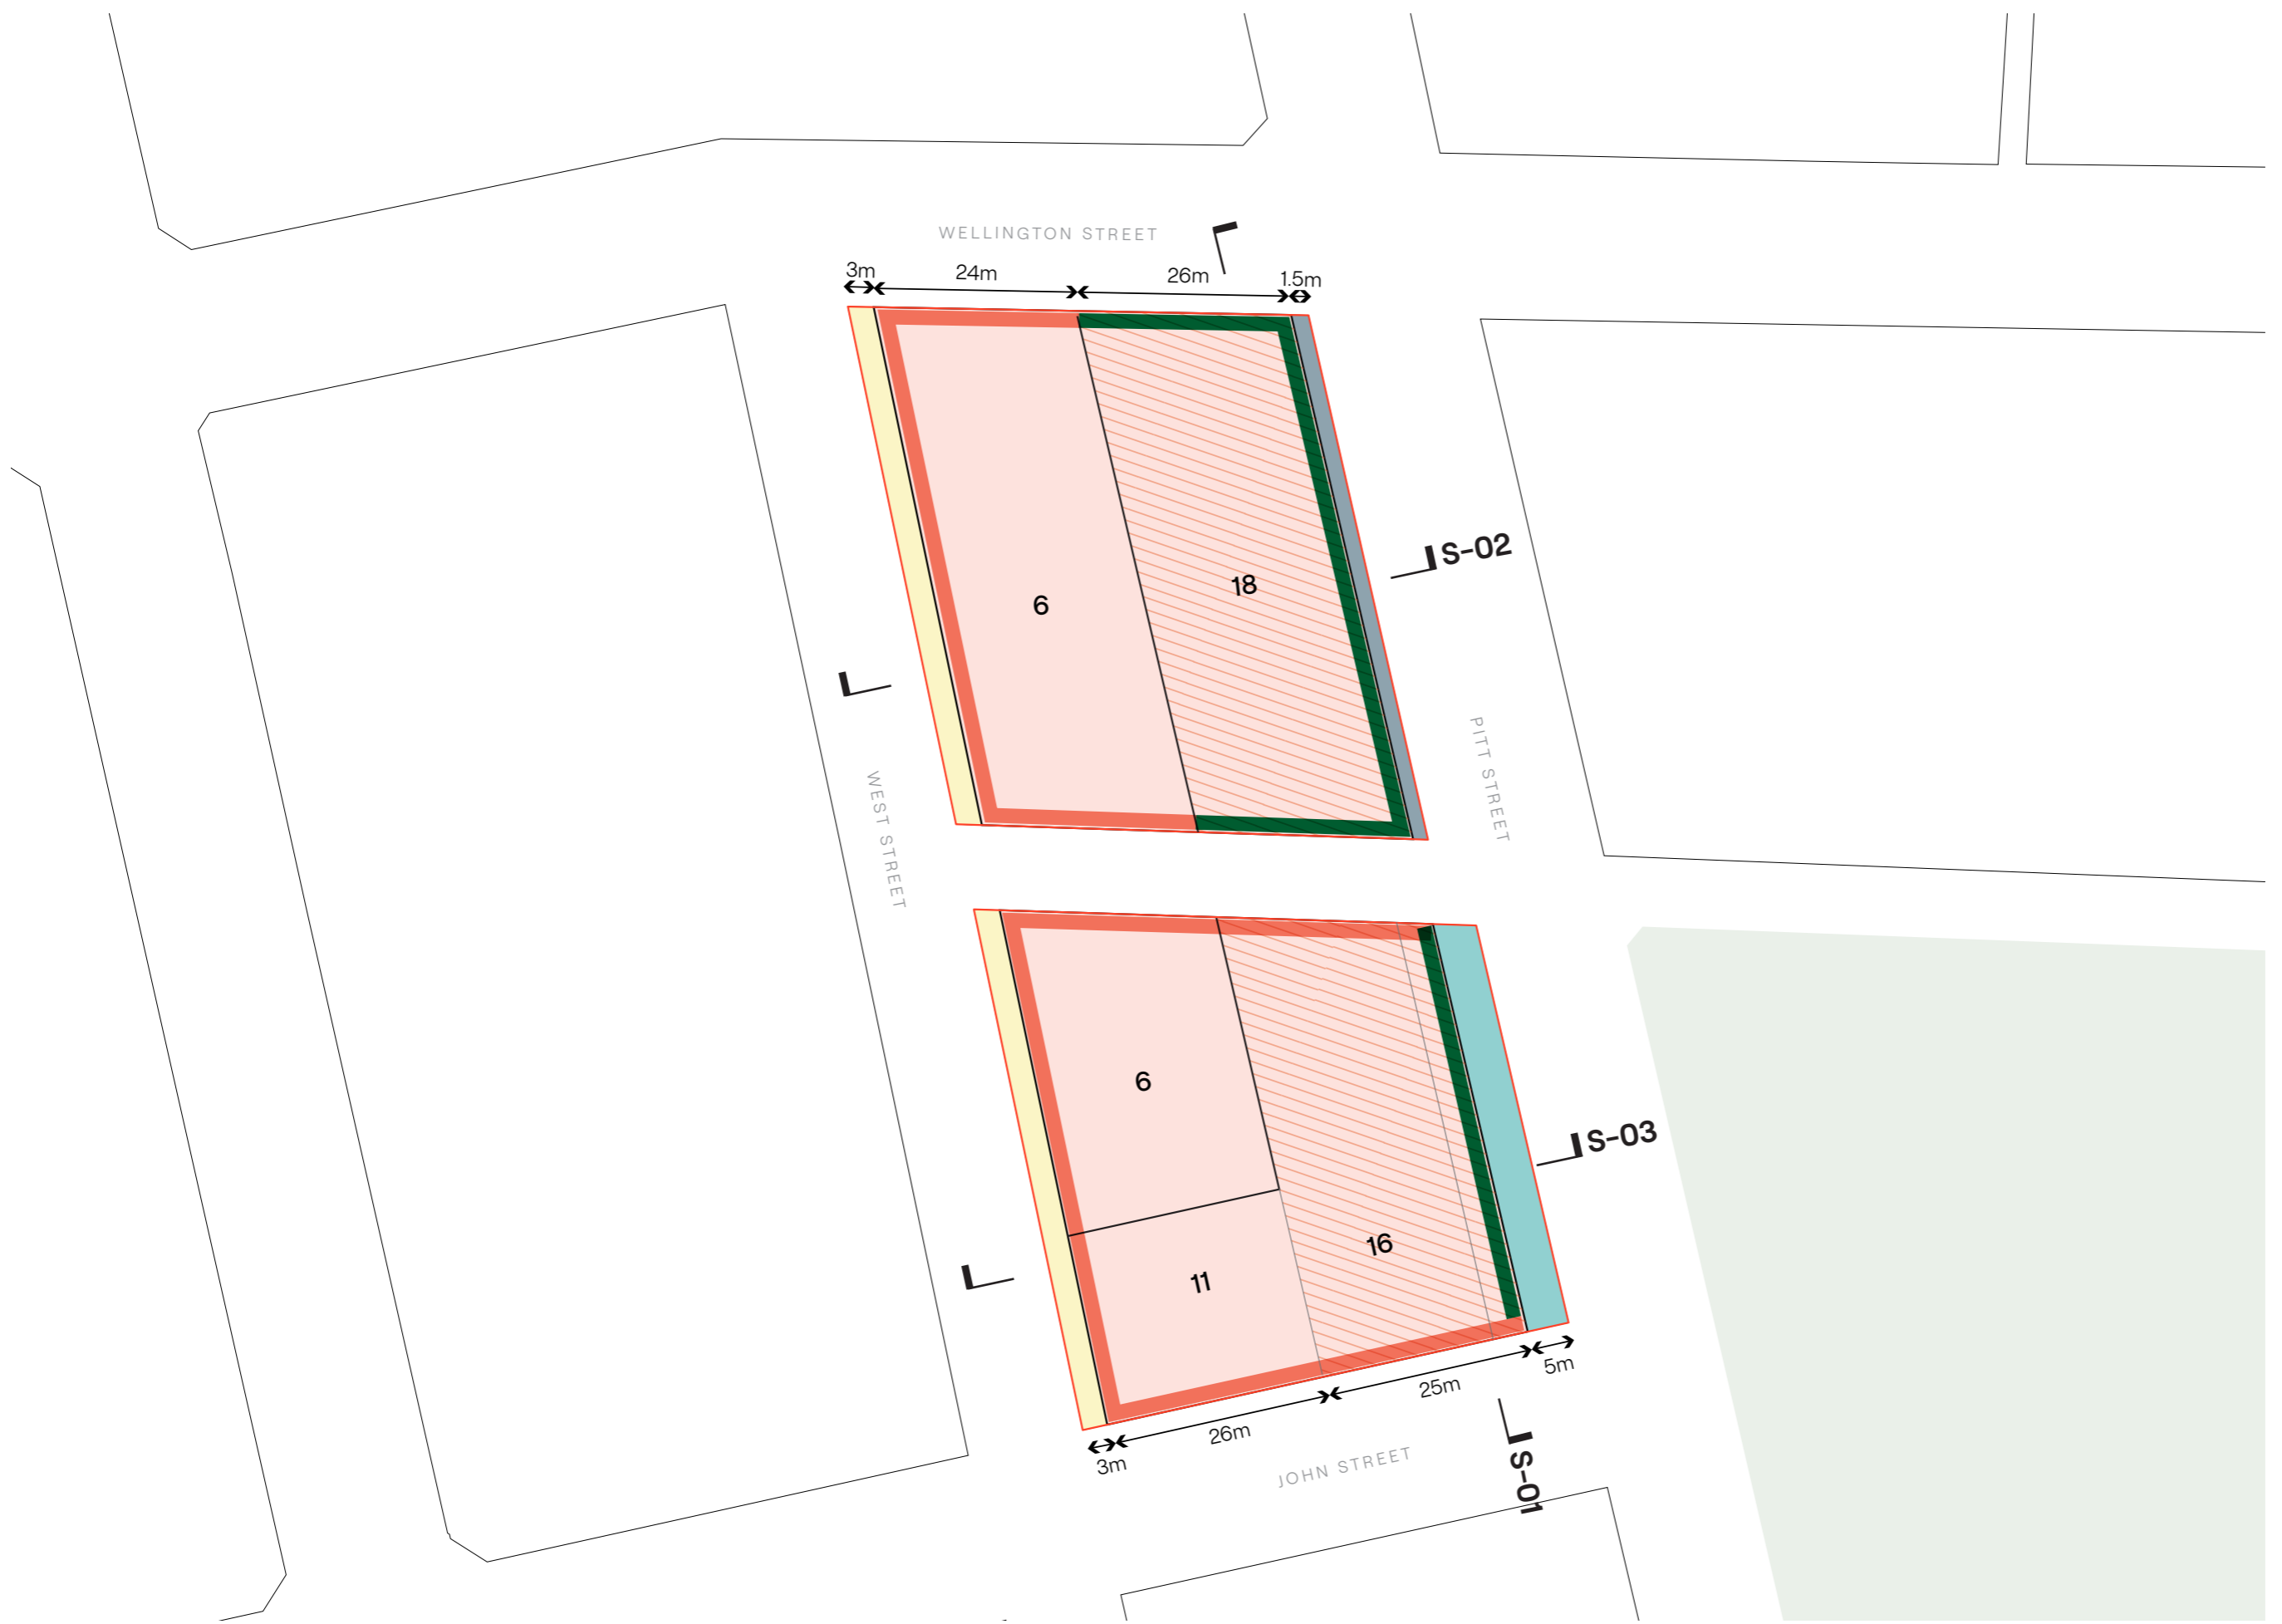 WELLINGTON STREET
3m
24m
26m
1.5m
S-02
18
6
PITT STREET
WEST STREET
6
S-03
16
11
5m
25m
26m
3m
JOHN STREET
S-01